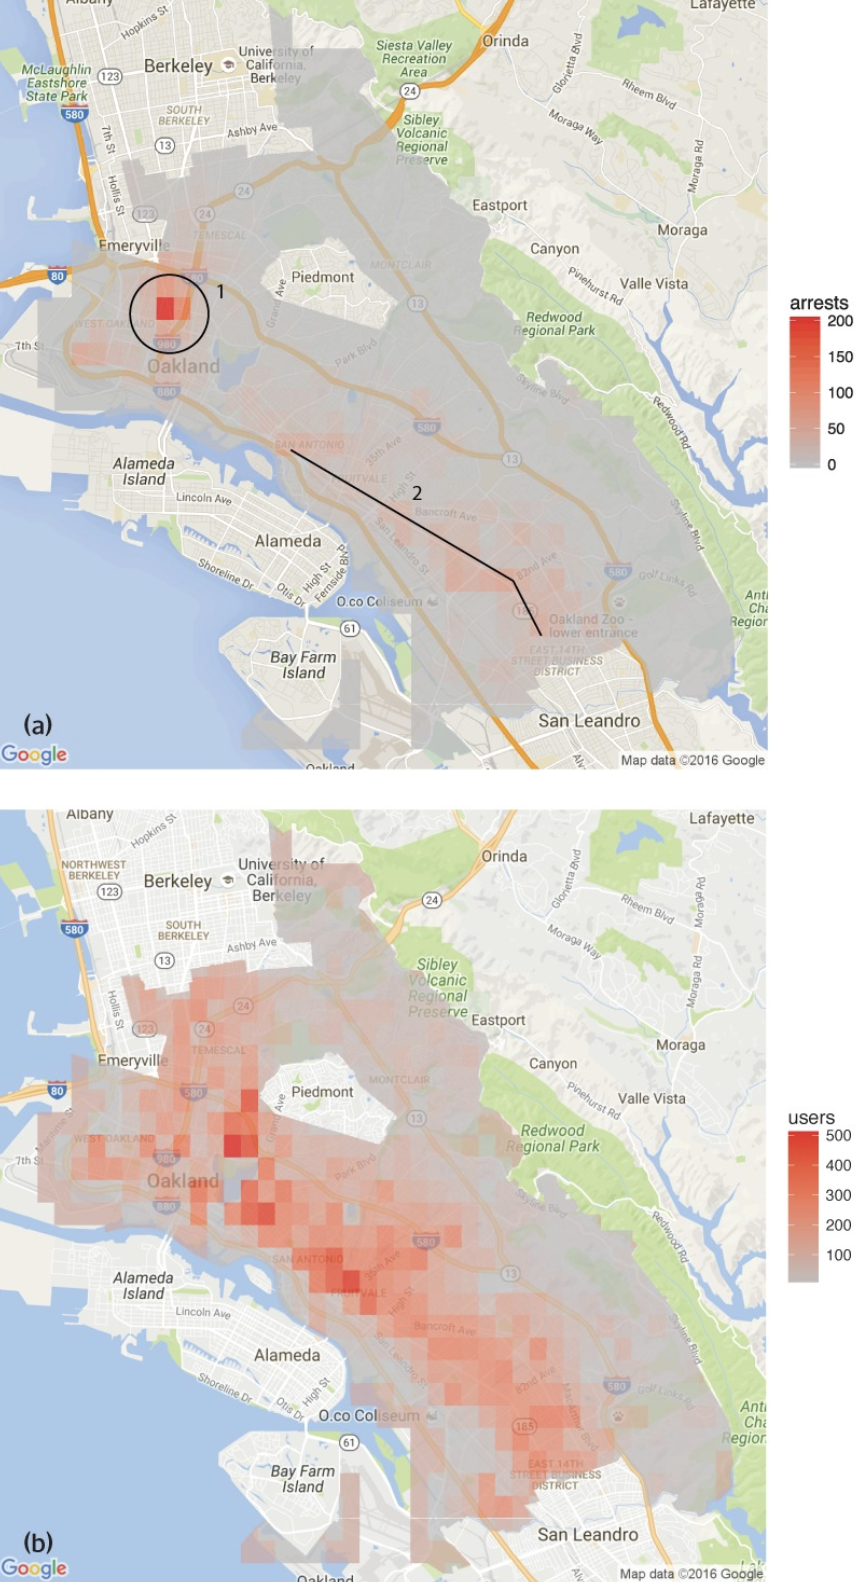 Albany
Lafayette
Hopkins St
University of
California,
Berkeley
Siesta Valley
Recreation
Area
Orinda
Glorietta Blvd
McLaughlin
Eastshore
State Park
123
Berkeley
Rheem Blvd
24
580
SOUTH
BERKELEY
Sibley
Volcanic
Regional
Preserve
Moraga Way
Ashby Ave
7th St
13
Moraga Rd
Hollis St
24
Eastport
123
24
TEMESCAL
Moraga
Emeryville
Canyon
MONTCLAIR
80
580
Piedmont
Pinehurst Rd
Valle Vista
1
Grand Ave
13
arrests
200
WEST OAKLAND
Redwood
Regional Park
7th St
980
Park Blvd
150
Oakland
880
Skyline Blvd
100
Redwood Rd
580
50
SAN ANTONIO
35th Ave
13
0
Alameda
Island
FRUITVALE
High St
2
Lincoln Ave
Bancroft Ave
Skyline Blvd
Alameda
San Leandro St
High St
Fernside Blvd
Shoreline Dr
Otis Dr
82nd Ave
580
Golf Links Rd
O.co Coliseum
185
Oakland Zoo -
lower entrance
61
EAST 14TH
STREET BUSINESS
DISTRICT
Bay Farm
Island
(a)
San Leandro
Google
Oakland
Map data ©2016 Google
Albany
Lafayette
Hopkins St
NORTHWEST
BERKELEY
University of
California,
Berkeley
Orinda
Glorietta Blvd
123
Berkeley
24
Rheem Blvd
Moraga Rd
580
SOUTH
BERKELEY
Moraga Way
Ashby Ave
13
Sibley
Volcanic
Regional
Preserve
Moraga Rd
Hollis St
24
Eastport
123
24
TEMESCAL
Moraga
Emeryville
Canyon
MONTCLAIR
80
580
Piedmont
Pinehurst Rd
Valle Vista
Grand Ave
13
users
500
Maritime St
WEST OAKLAND
Redwood
Regional Park
7th St
980
Park Blvd
400
Oakland
880
Skyline Blvd
300
Redwood Rd
580
200
SAN ANTONIO
35th Ave
13
100
Alameda
Island
FRUITVALE
High St
Lincoln Ave
Bancroft Ave
Skyline Blvd
Alameda
San Leandro St
High St
Shoreline Dr
Otis Dr
82nd Ave
MacArthur Blvd
580
Golf Links Rd
O.co Coliseum
185
61
EAST 14TH
STREET BUSINESS
DISTRICT
Bay Farm
Island
(b)
San Leandro
Google
Oakland
Map data ©2016 Google